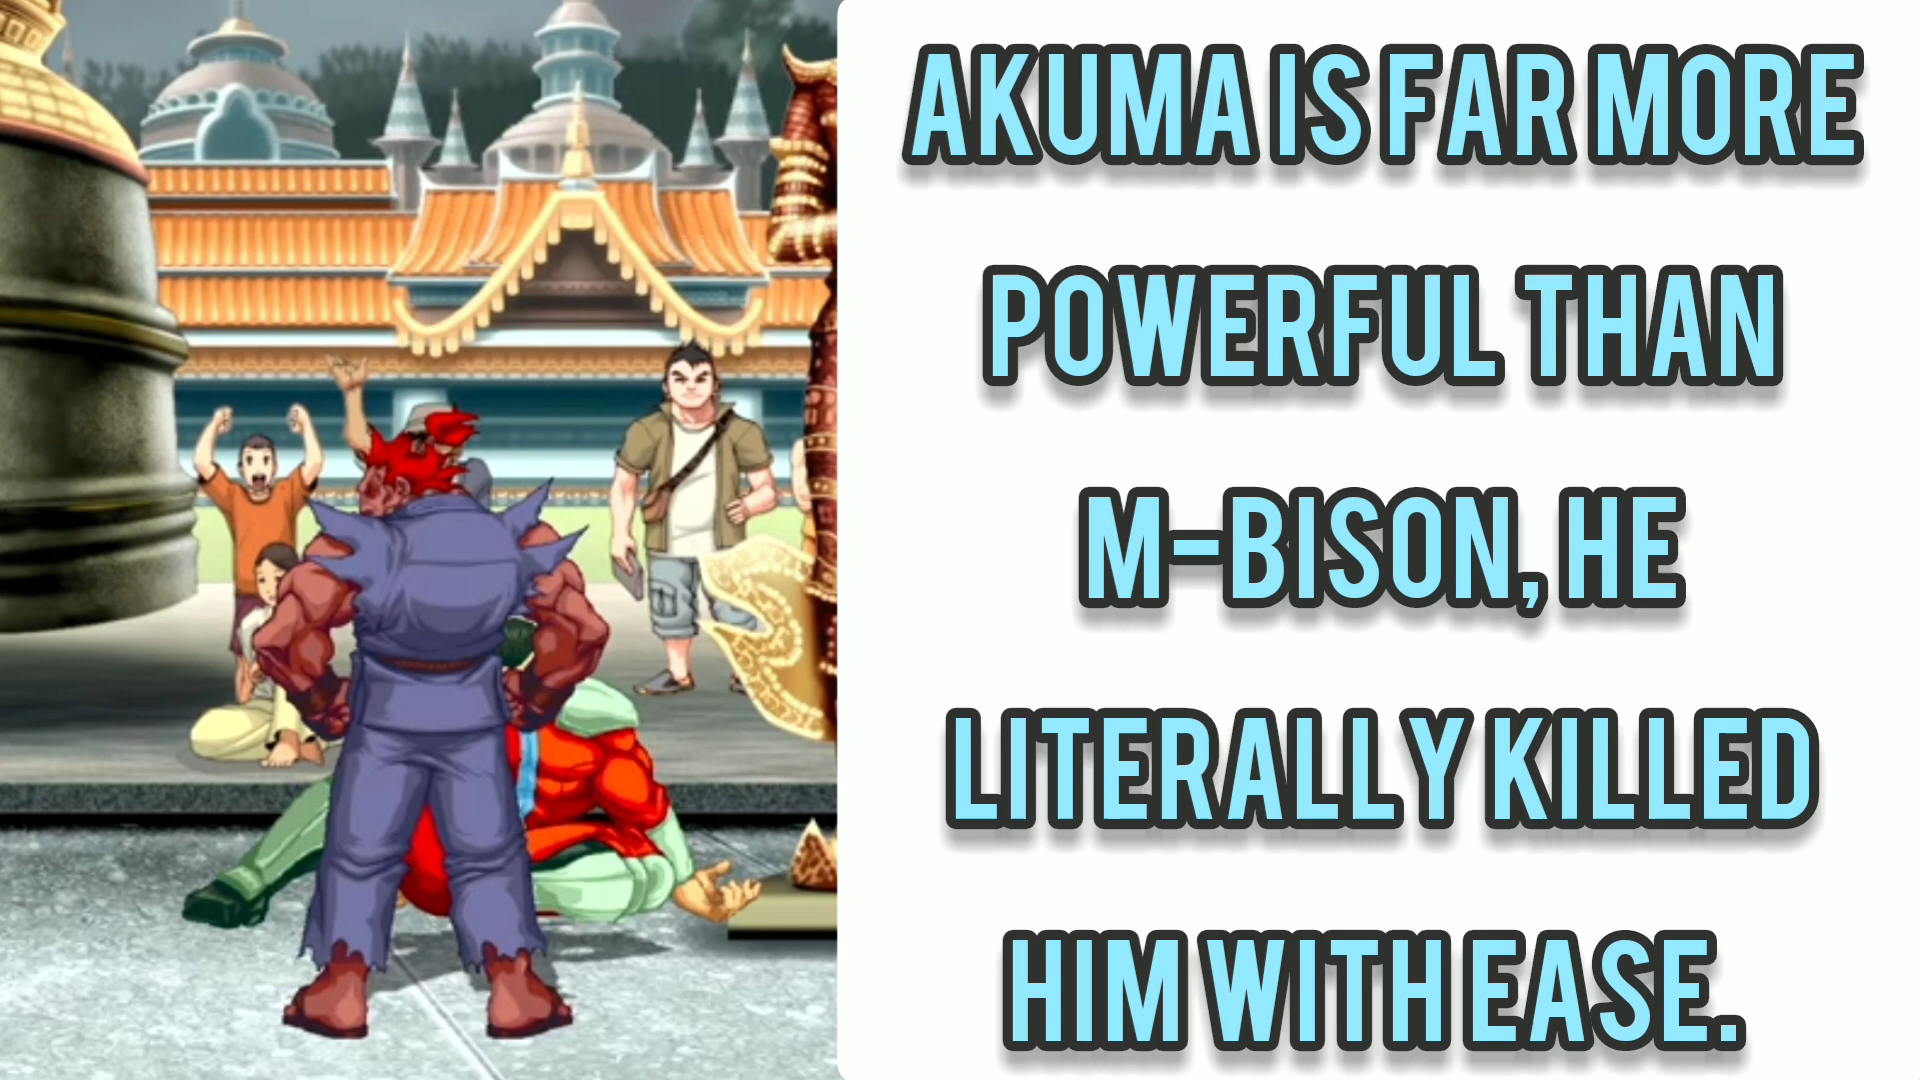 AKUMA IS FAR MORE
POWERFUL THAN
M-BISON, HE
LITERALLY KILLED
HIM WITH EASE.